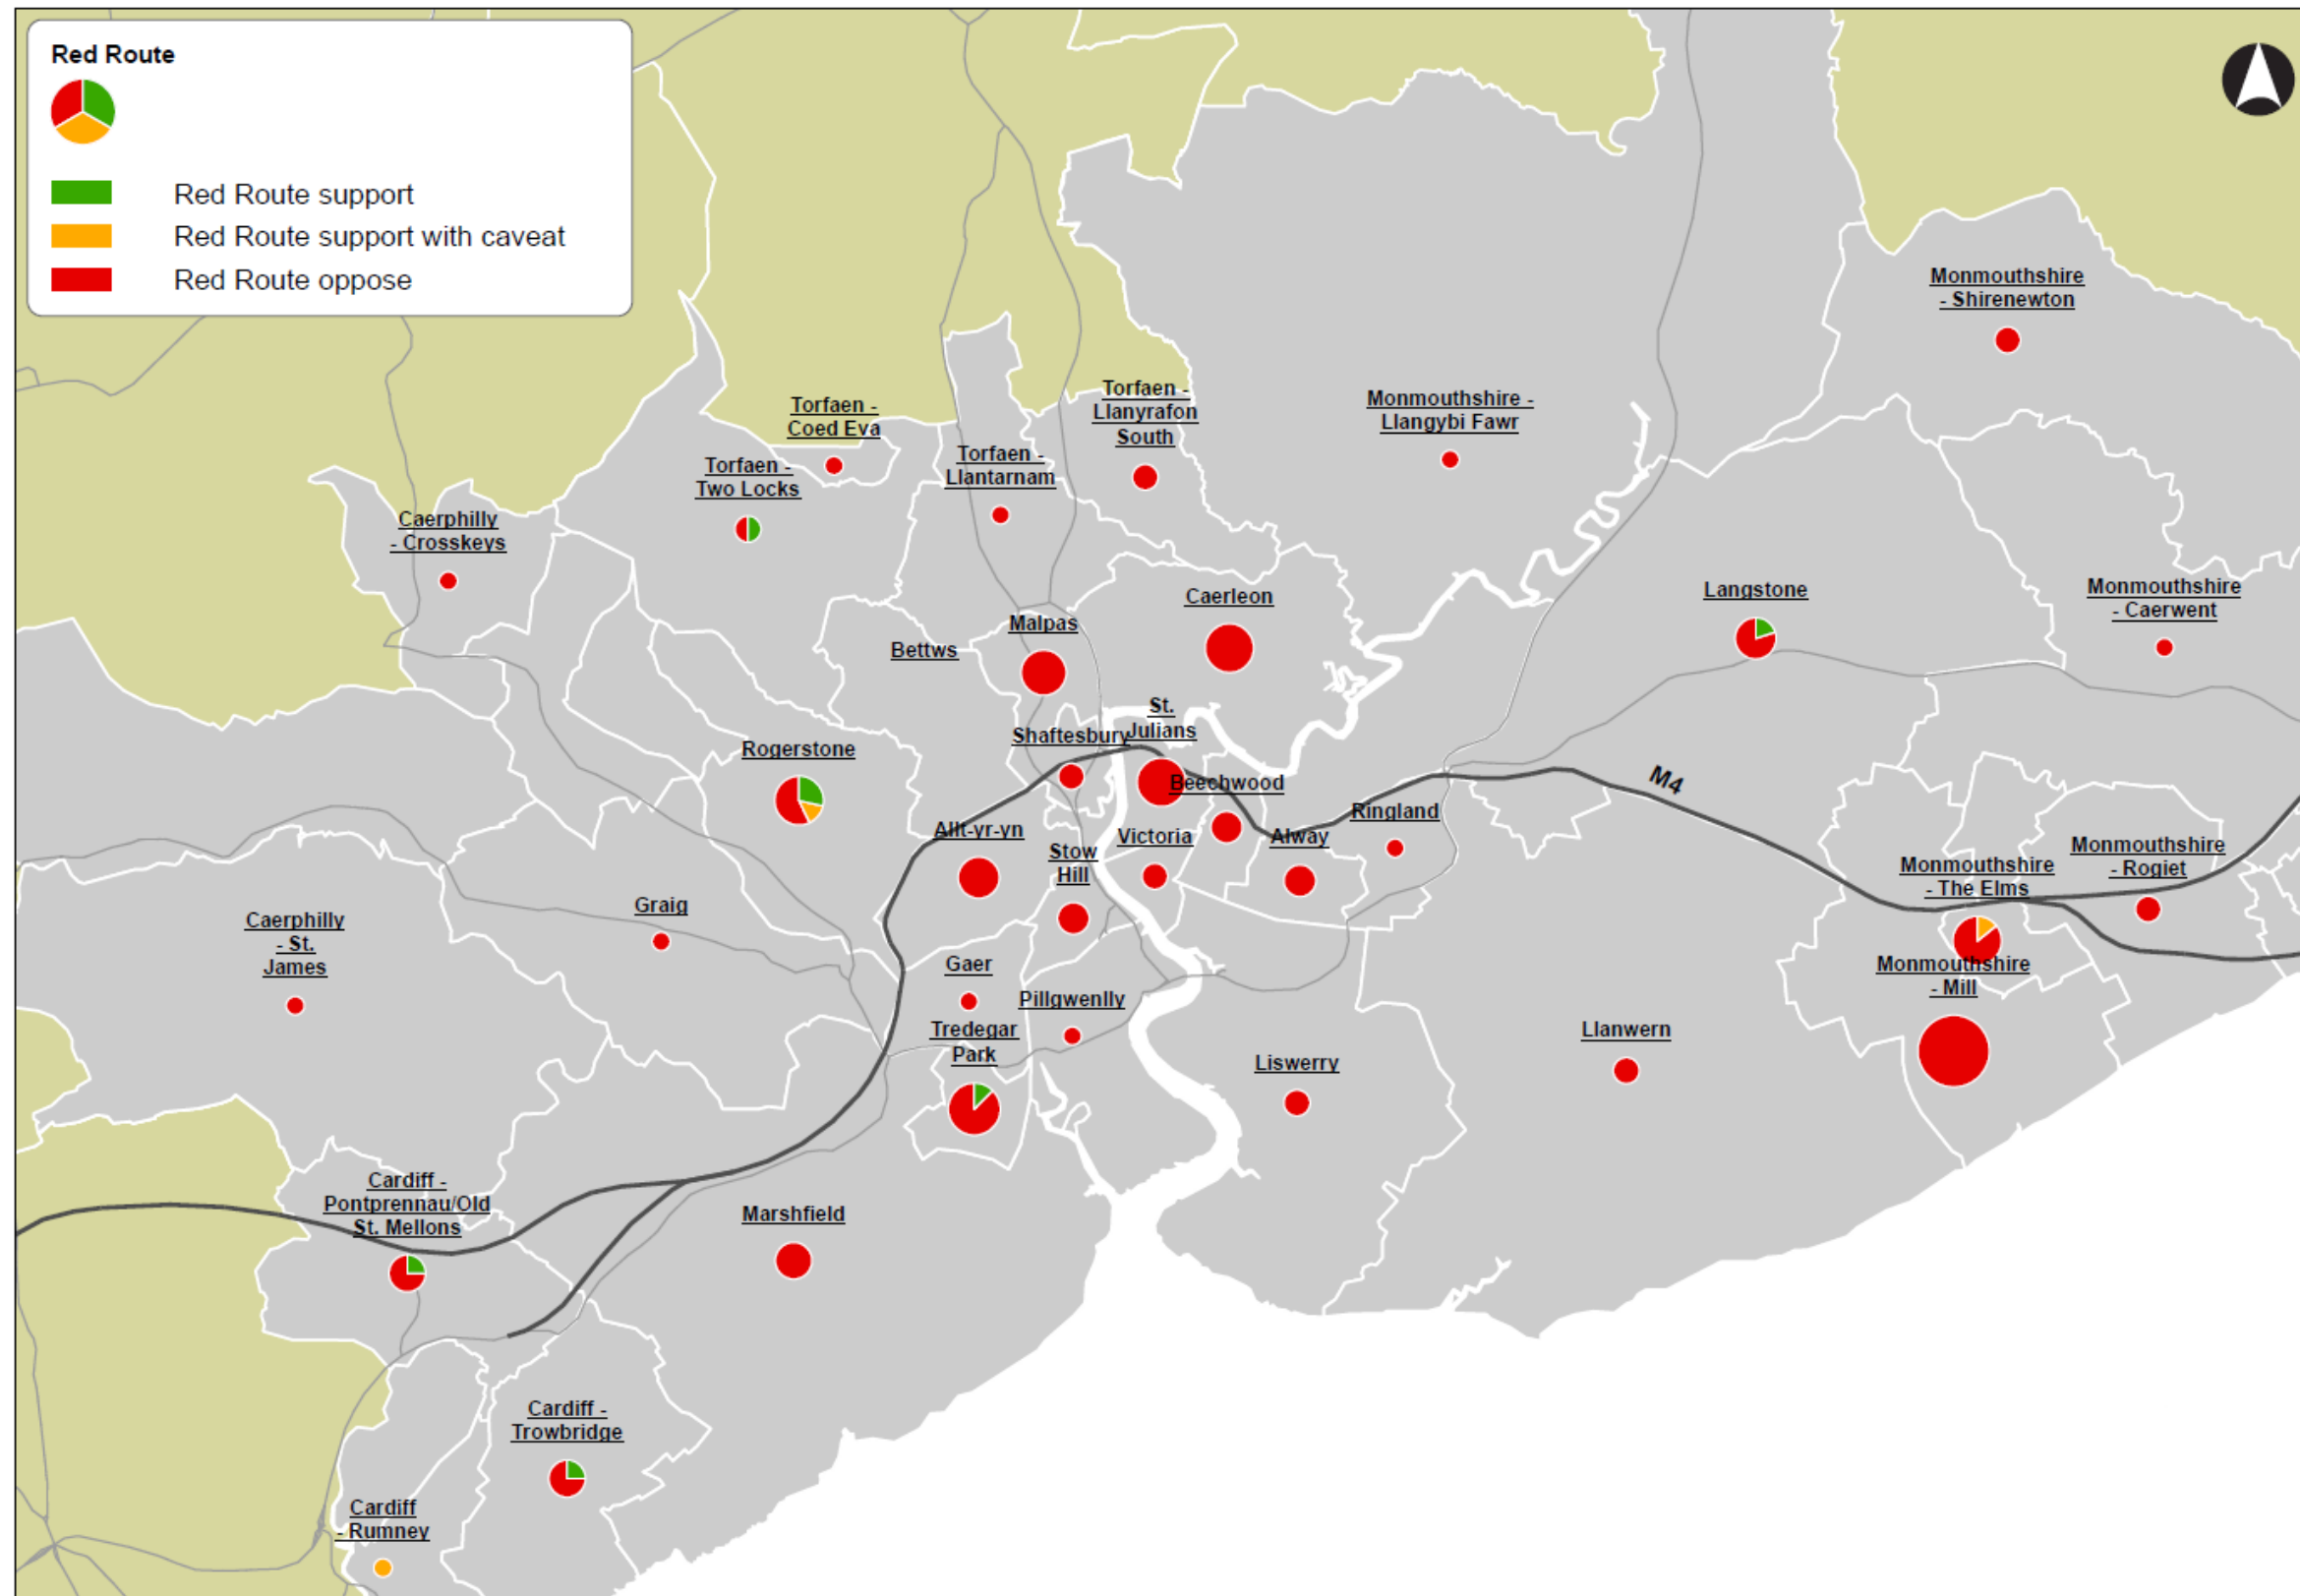 Red Route
Red Route support
Red Route support with caveat
Red Route oppose
Monmouthshire
- Shirenewton
Torfaen -
Coed Eva
Torfaen -
Llanyrafon
South
Monmouthshire -
Llangybi Fawr
Torfaen -
Two Locks
Torfaen -
Llantarnam
Caerphilly
- Crosskeys
Caerleon
Langstone
Monmouthshire
- Caerwent
Malpas
Bettws
St.
Julians
Shaftesbury
Rogerstone
Beechwood
M4
Ringland
Allt-yr-yn
Victoria
Alway
Stow
Hill
Monmouthshire
- Rogiet
Monmouthshire
- The Elms
Graig
Caerphilly
- St.
James
Gaer
Monmouthshire
- Mill
Pillgwenlly
Tredegar
Park
Llanwern
Liswerry
Cardiff -
Pontprennau/Old
St. Mellons
Marshfield
Cardiff -
Trowbridge
Cardiff
- Rumney